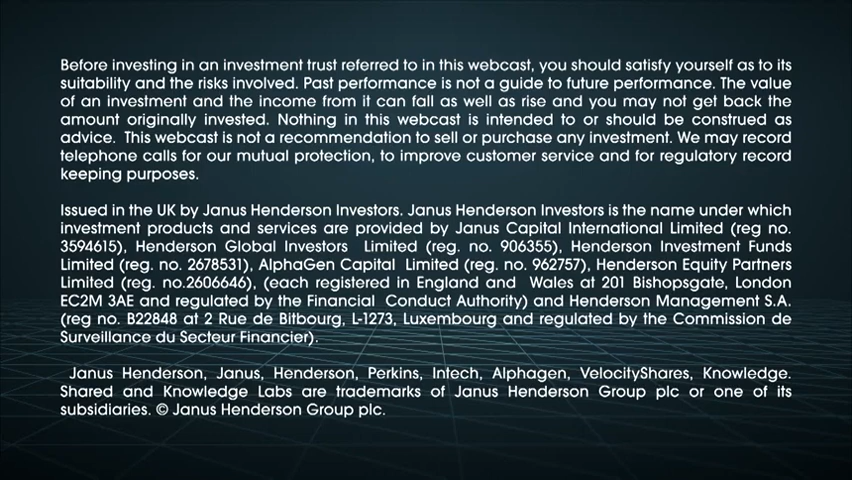 Before investing in an investment trust referred to in this webcast, you should satisfy yourself as to its
suitability and the risks involved. Past performance is not a guide to future performance. The value
of an investment and the income from it can fall as well as rise and you may not get back the
amount originally invested. Nothing in this webcast is intended to or should be construed as
advice. This webcast is not a recommendation to sell or purchase any investment. We may record
telephone calls for our mutual protection, to improve customer service and for regulatory record
keeping purposes.
Issued in the UK by Janus Henderson Investors. Janus Henderson Investors is the name under which
investment products and services are provided by Janus Capital International Limited (reg no.
3594615), Henderson Global Investors Limited (reg. no. 906355), Henderson Investment Funds
Limited (reg. no. 2678531), AlphaGen Capital Limited (reg. no. 962757), Henderson Equity Partners
Limited (reg. no.2606646), (each registered in England and Wales at 201 Bishopsgate, London
EC2M 3AE and regulated by the Financial Conduct Authority) and Henderson Management S.A.
(reg no. B22848 at 2 Rue de Bitbourg, L-1273, Luxembourg and regulated by the Commission de
Surveillance du Secteur Financier).
Janus Henderson, Janus, Henderson, Perkins, Intech, Alphagen, VelocityShares, Knowledge.
Shared and Knowledge Labs are trademarks of Janus Henderson Group plc or one of its
subsidiaries. © Janus Henderson Group plc.